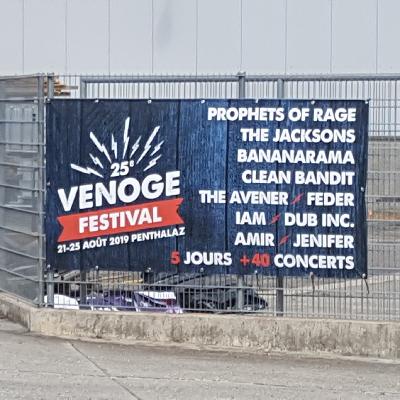 25e
VENOGE
FESTIVAL
21-25 AOÛT 2019 PENTHALAZ
PROPHETS OF RAGE
THE JACKSONS
BANANARAMA
CLEAN BANDIT
THE AVENER / FEDER
IAM / DUB INC.
AMIR / JENIFER
5 JOURS +40 CONCERTS